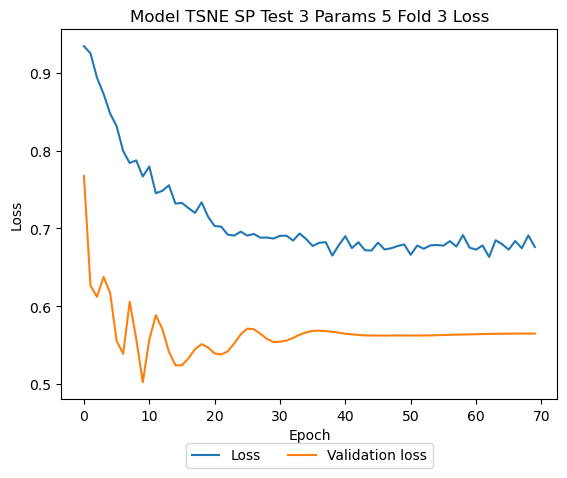 Model TSNE SP Test 3 Params 5 Fold 3 Loss
Loss
0.9
0.8
0.7
0.6
0.5
0 10 20 30 40 50 60 70
Epoch
Loss Validation loss